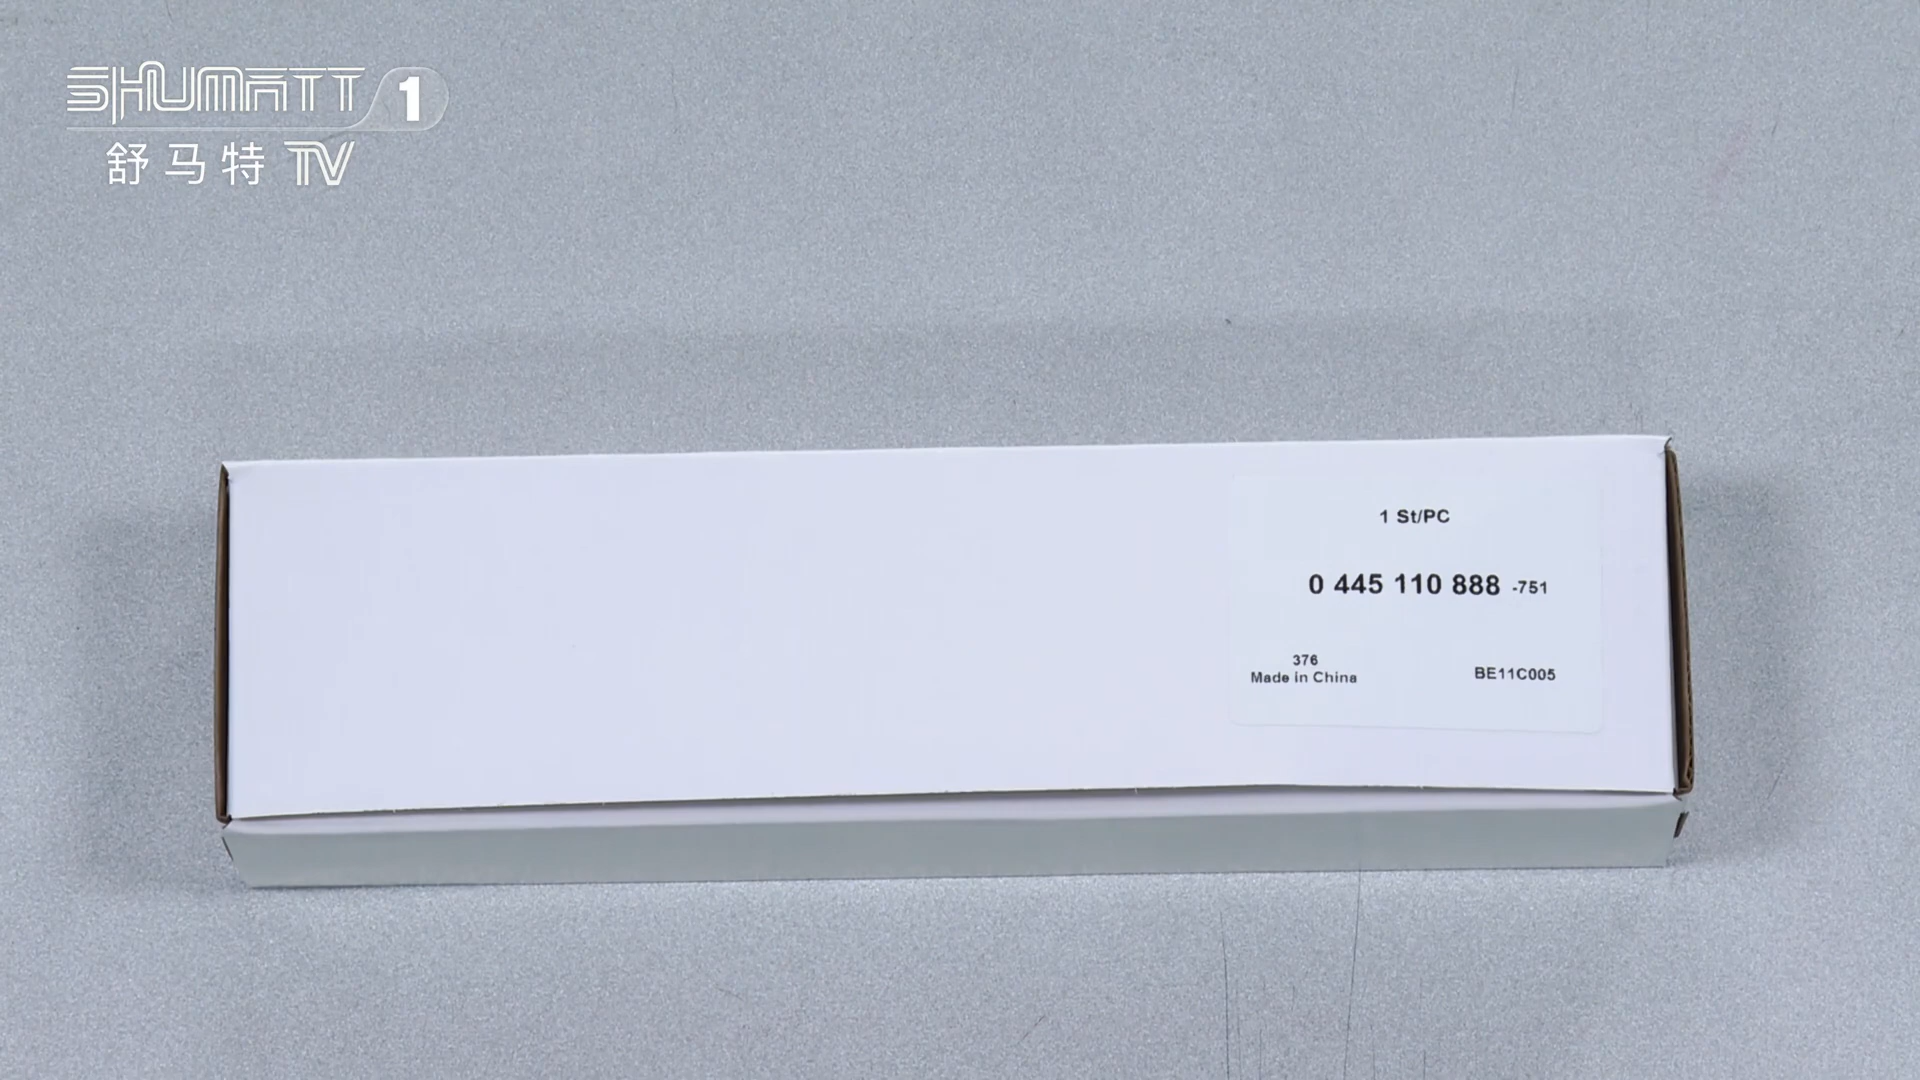 SHUMATT 1
舒马特 TV
1 St/PC
0 445 110 888 -751
376
Made in China
BE11C005